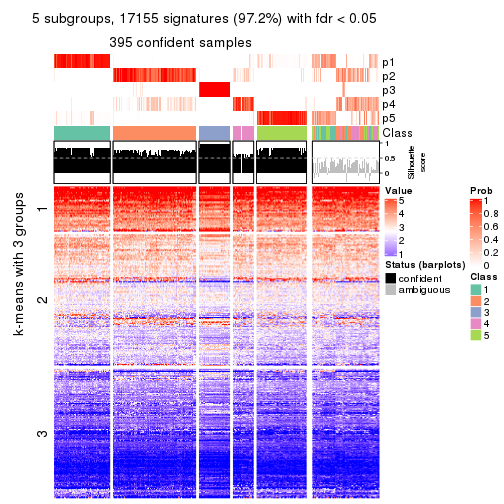 5 subgroups, 17155 signatures (97.2%) with fdr < 0.05
395 confident samples
p1
p2
p3
p4
p5
Class
1
0.5
0
Silhouette
score
k-means with 3 groups
1
2
3
Value
5
4
3
2
1
Status (barplots)
confident
ambiguous
Prob
1
0.8
0.6
0.4
0.2
0
Class
1
2
3
4
5